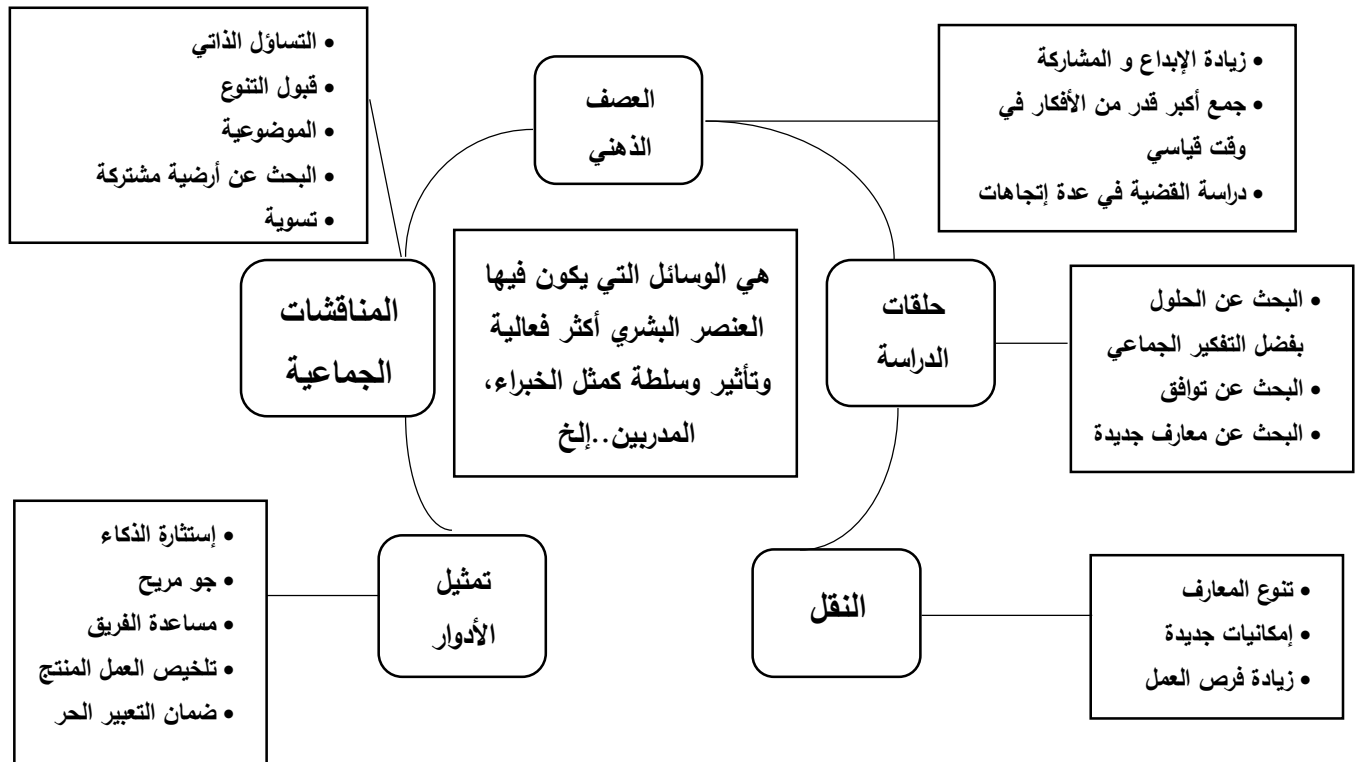 • التساؤل الذاتي
• قبول التنوع
• الموضوعية
• البحث عن أرضية مشتركة
• تسوية
العصف
الذهني
• زيادة الإبداع و المشاركة
• جمع أكبر قدر من الأفكار في
وقت قياسي
• دراسة القضية في عدة إتجاهات
المناقشات
الجماعية
هي الوسائل التي يكون فيها
العنصر البشري أكثر فعالية
وتأثير وسلطة كمثل الخبراء،
المدربين..إلخ
حلقات
الدراسة
• البحث عن الحلول
بفضل التفكير الجماعي
• البحث عن توافق
• البحث عن معارف جديدة
• إستثارة الذكاء
• جو مريح
• مساعدة الفريق
• تلخيص العمل المنتج
• ضمان التعبير الحر
تمثيل
الأدوار
النقل
• تنوع المعارف
• إمكانيات جديدة
• زيادة فرص العمل